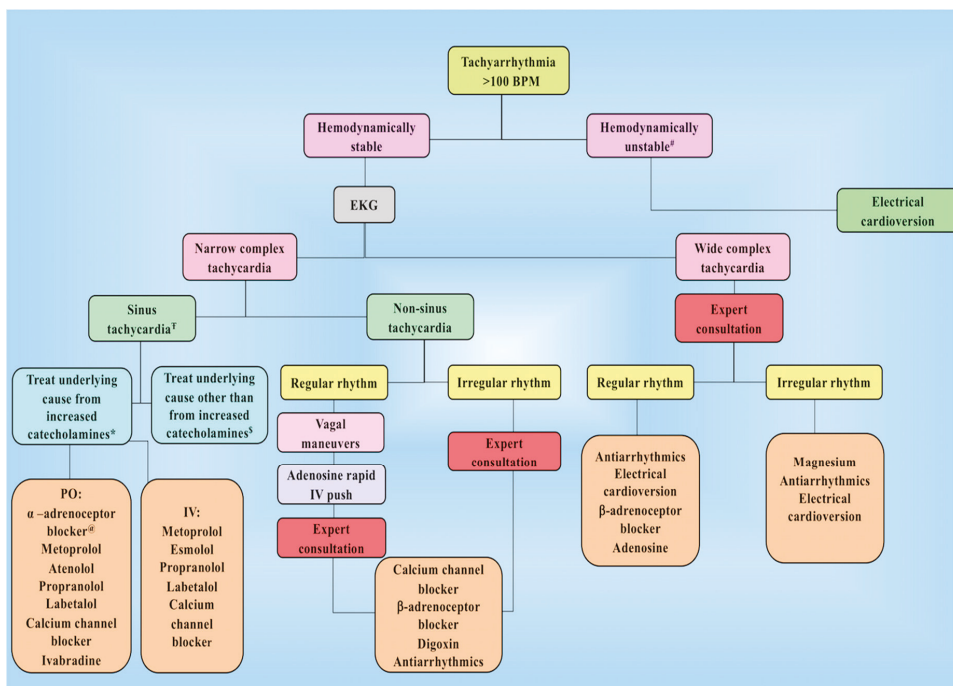 Tachyarrhythmia
>100 BPM
Hemodynamically
stable
Hemodynamically
unstable#
EKG
Electrical
cardioversion
Narrow complex
tachycardia
Wide complex
tachycardia
Sinus
tachycardia₸
Non-sinus
tachycardia
Expert
consultation
Treat underlying
cause from
increased
catecholamines*
Treat underlying
cause other than
from increased
catecholamines$
Regular rhythm
Irregular rhythm
Regular rhythm
Irregular rhythm
Vagal
maneuvers
Expert
consultation
Adenosine rapid
IV push
Expert
consultation
PO:
α –adrenoceptor
blocker@
Metoprolol
Atenolol
Propranolol
Labetalol
Calcium channel
blocker
Ivabradine
IV:
Metoprolol
Esmolol
Propranolol
Labetalol
Calcium
channel
blocker
Calcium channel
blocker
β-adrenoceptor
blocker
Digoxin
Antiarrhythmics
Antiarrhythmics
Electrical
cardioversion
β-adrenoceptor
blocker
Adenosine
Magnesium
Antiarrhythmics
Electrical
cardioversion